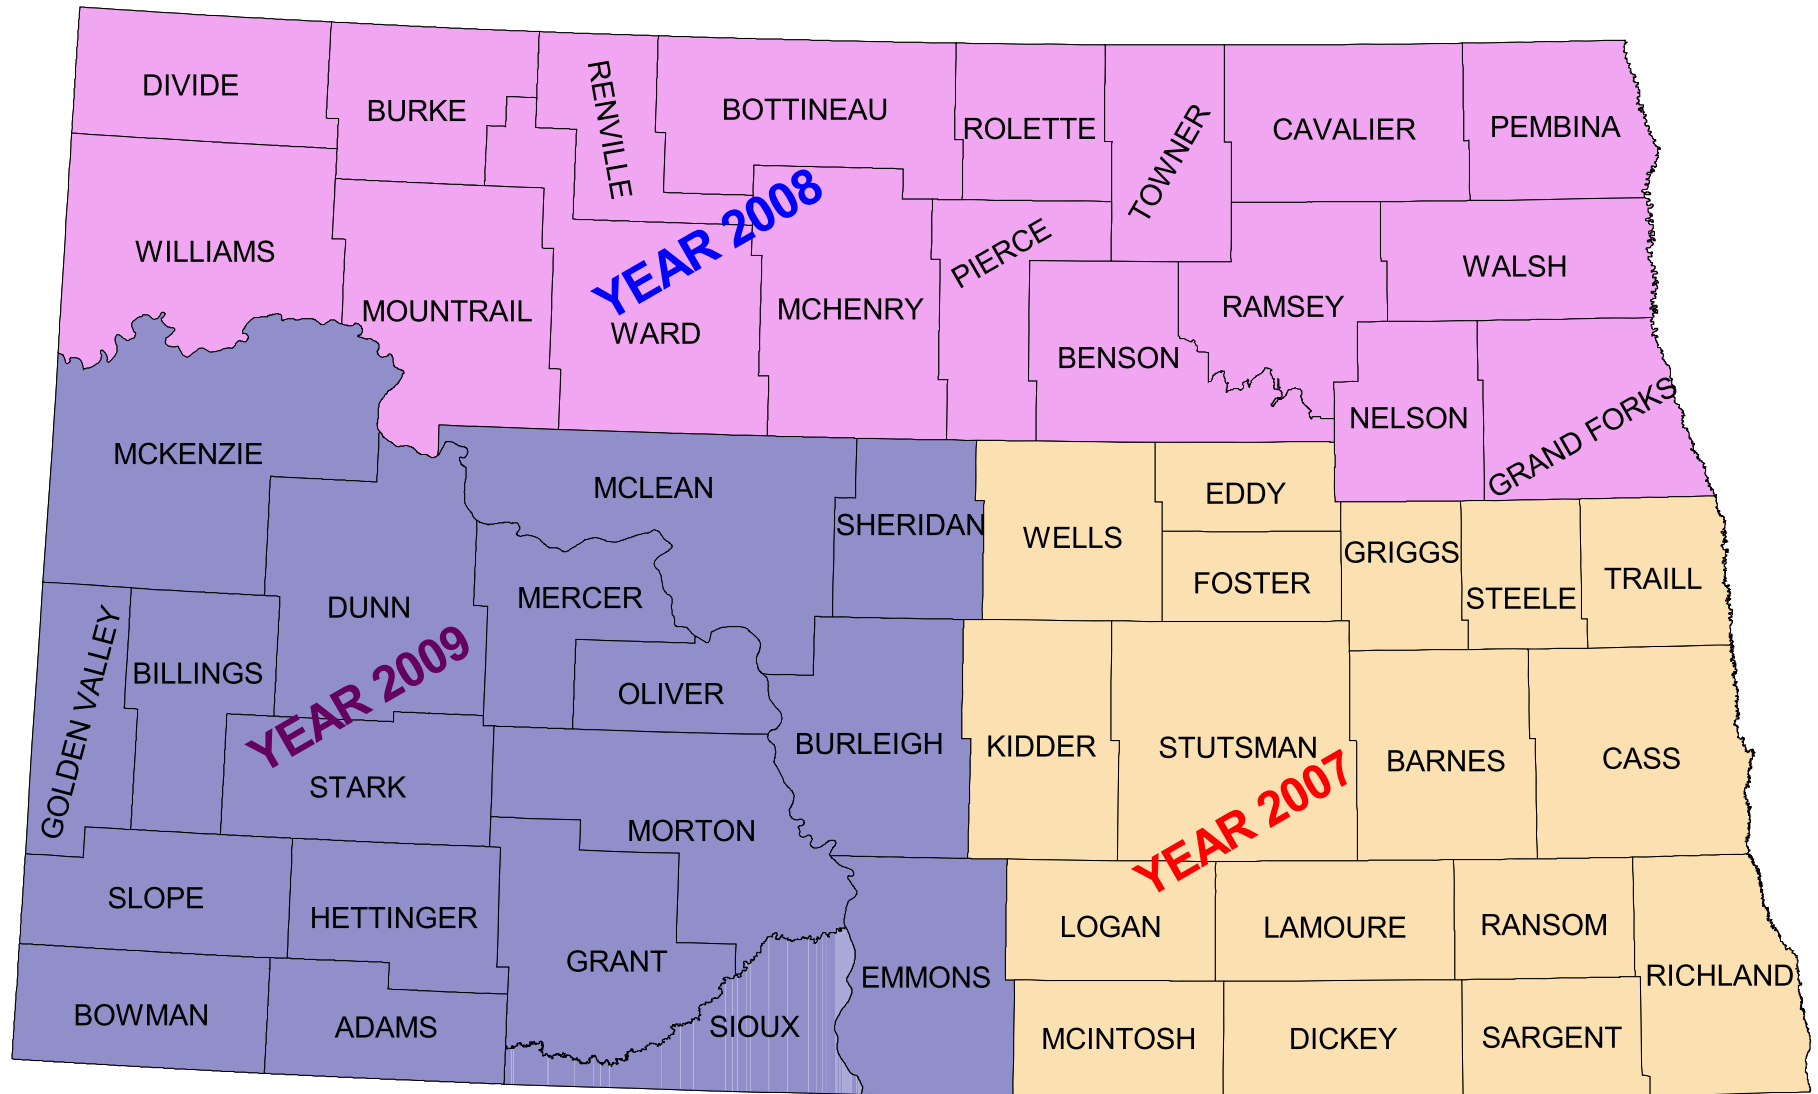 DIVIDE
BURKE
RENVILLE
BOTTINEAU
ROLETTE
TOWNER
CAVALIER
PEMBINA
WILLIAMS
MOUNTRAIL
YEAR 2008
WARD
MCHENRY
PIERCE
BENSON
RAMSEY
WALSH
NELSON
GRAND FORKS
MCKENZIE
MCLEAN
SHERIDAN
WELLS
EDDY
FOSTER
GRIGGS
STEELE
TRAILL
GOLDEN VALLEY
BILLINGS
DUNN
YEAR 2009
MERCER
OLIVER
BURLEIGH
KIDDER
STUTSMAN
YEAR 2007
BARNES
CASS
STARK
MORTON
SLOPE
HETTINGER
GRANT
EMMONS
LOGAN
LAMOURE
RANSOM
RICHLAND
BOWMAN
ADAMS
SIOUX
MCINTOSH
DICKEY
SARGENT